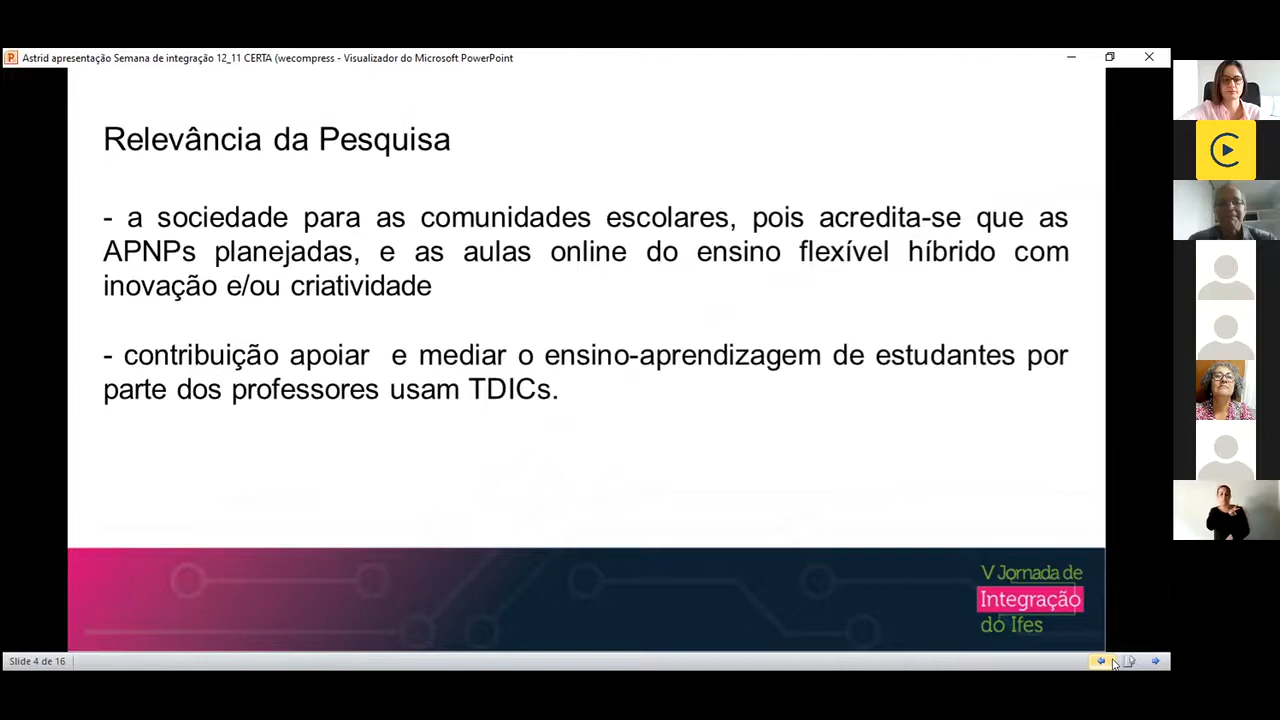 Astrid apresentação Semana de integração 12_11 CERTA (wecompress - Visualizador do Microsoft PowerPoint
Relevância da Pesquisa
- a sociedade para as comunidades escolares, pois acredita-se que as
APNPs planejadas, e as aulas online do ensino flexível híbrido com
inovação e/ou criatividade
- contribuição apoiar  e mediar o ensino-aprendizagem de estudantes por
parte dos professores usam TDICs.
V Jornada de
Integração
do Ifes
Slide 4 de 16